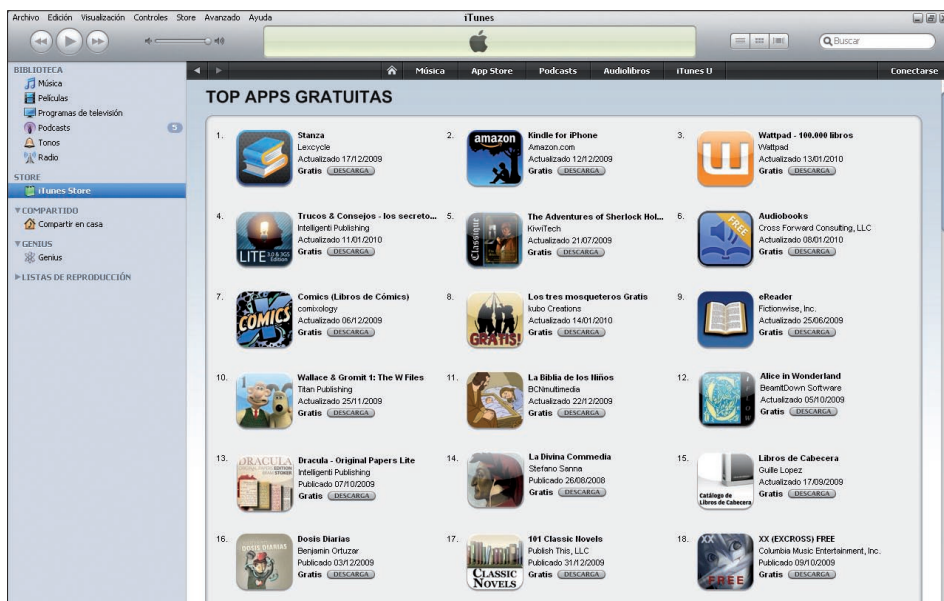 Archivo Edición Visualización Controles Store Avanzado Ayuda
iTunes
Buscar
BIBLIOTECA
Música
Películas
Programas de televisión
Podcasts 5
Tonos
Radio
STORE
iTunes Store
COMPARTIDO
Compartir en casa
GENIUS
Genius
LISTAS DE REPRODUCCIÓN
Música App Store Podcasts Audiolibros iTunes U Conectarse
TOP APPS GRATUITAS
1.
Stanza
Lexcycle
Actualizado 17/12/2009
Gratis DESCARGA
2.
amazon
Kindle for iPhone
Amazon.com
Actualizado 12/12/2009
Gratis DESCARGA
3.
Wattpad - 100.000 libros
Wattpad
Actualizado 13/01/2010
Gratis DESCARGA
4.
LITE 3.0 & 3GS Edition
Trucos & Consejos - los secreto...
Intelligenti Publishing
Actualizado 11/01/2010
Gratis DESCARGA
5.
Classique
The Adventures of Sherlock Hol...
KiwiTech
Actualizado 21/07/2009
Gratis DESCARGA
6.
FREE
Audiobooks
Cross Forward Consulting, LLC
Actualizado 08/01/2010
Gratis DESCARGA
7.
COMICS
Comics (Libros de Cómics)
comixology
Actualizado 06/12/2009
Gratis DESCARGA
8.
GRATIS!
Los tres mosqueteros Gratis
kubo Creations
Actualizado 14/01/2010
Gratis DESCARGA
9.
eReader
Fictionwise, Inc.
Actualizado 25/06/2009
Gratis DESCARGA
10.
1
Wallace & Gromit 1: The W Files
Titan Publishing
Actualizado 25/11/2009
Gratis DESCARGA
11.
La Biblia de los Niños
BCNmultimedia
Actualizado 22/12/2009
Gratis DESCARGA
12.
Alice in Wonderland
BeamItDown Software
Actualizado 05/10/2009
Gratis DESCARGA
13.
DRACULA
Dracula - Original Papers Lite
Intelligenti Publishing
Publicado 07/10/2009
Gratis DESCARGA
14.
La Divina Commedia
Stefano Sanna
Publicado 26/08/2008
Gratis DESCARGA
15.
Catálogo de
Libros de Cabecera
Libros de Cabecera
Guille Lopez
Actualizado 17/09/2009
Gratis DESCARGA
16.
DOSIS DIARIAS
Dosis Diarias
Benjamin Ortuzar
Publicado 03/12/2009
Gratis DESCARGA
17.
CLASSIC
NOVELS
101 Classic Novels
Publish This, LLC
Publicado 31/12/2009
Gratis DESCARGA
18.
XX
FREE
XX (EXCROSS) FREE
Columbia Music Entertainment, Inc.
Publicado 09/10/2009
Gratis DESCARGA